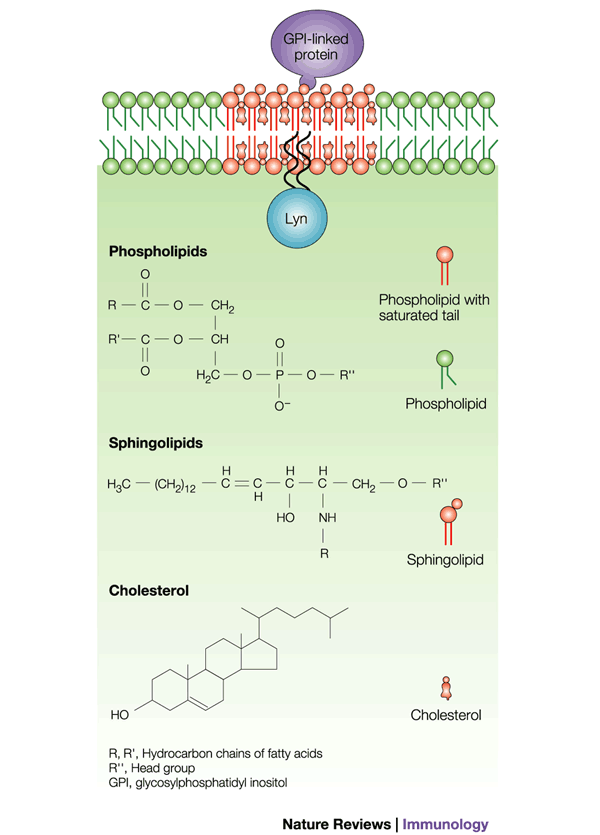 GPI-linked
protein
Lyn
Phospholipids
O
R — C — O — CH2
R' — C — O — CH
O
O
H2C — O — P — O — R''
O–
Phospholipid with
saturated tail
Phospholipid
Sphingolipids
H H H
H3C — (CH2)12 — C = C — C — C — CH2 — O — R''
H
HO NH
R
Sphingolipid
Cholesterol
HO
Cholesterol
R, R', Hydrocarbon chains of fatty acids
R'', Head group
GPI, glycosylphosphatidyl inositol
Nature Reviews | Immunology